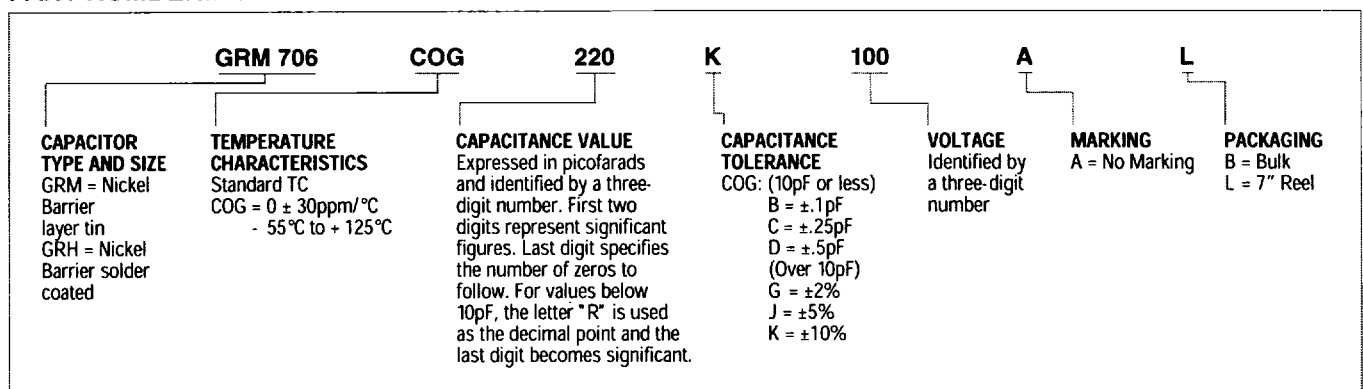 GRM 706 COG 220 K 100 A L
CAPACITOR
TYPE AND SIZE
GRM = Nickel
Barrier
layer tin
GRH = Nickel
Barrier solder
coated
TEMPERATURE
CHARACTERISTICS
Standard TC
COG = 0 ± 30ppm/°C
- 55°C to + 125°C
CAPACITANCE VALUE
Expressed in picofarads
and identified by a three-
digit number. First two
digits represent significant
figures. Last digit specifies
the number of zeros to
follow. For values below
10pF, the letter "R" is used
as the decimal point and the
last digit becomes significant.
CAPACITANCE
TOLERANCE
COG: (10pF or less)
B = ±.1pF
C = ±.25pF
D = ±.5pF
(Over 10pF)
G = ±2%
J = ±5%
K = ±10%
VOLTAGE
Identified by
a three-digit
number
MARKING
A = No Marking
PACKAGING
B = Bulk
L = 7" Reel